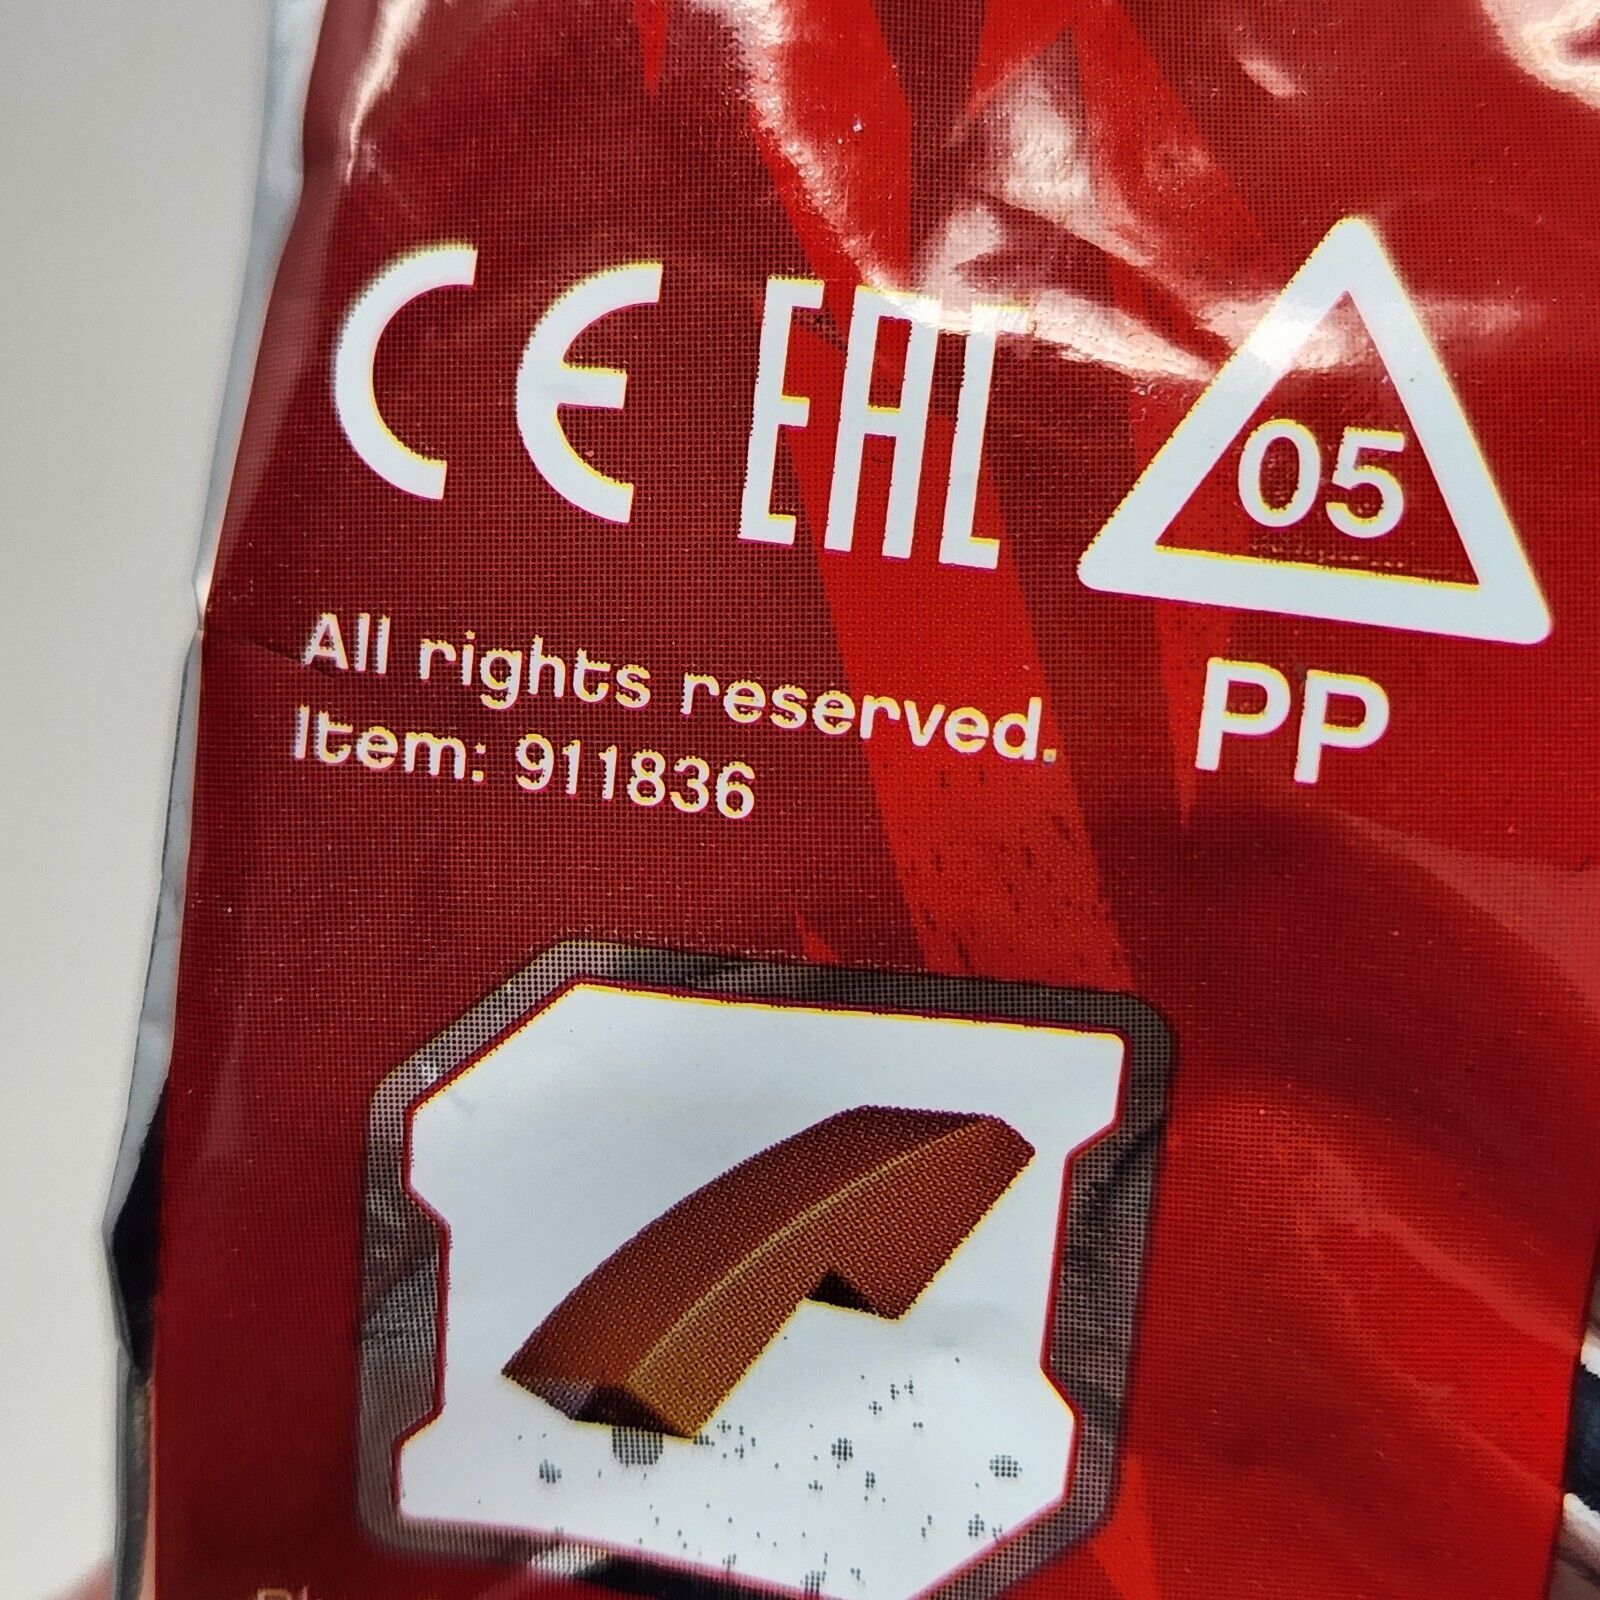 CE EAC 05
PP
All rights reserved.
Item: 911836